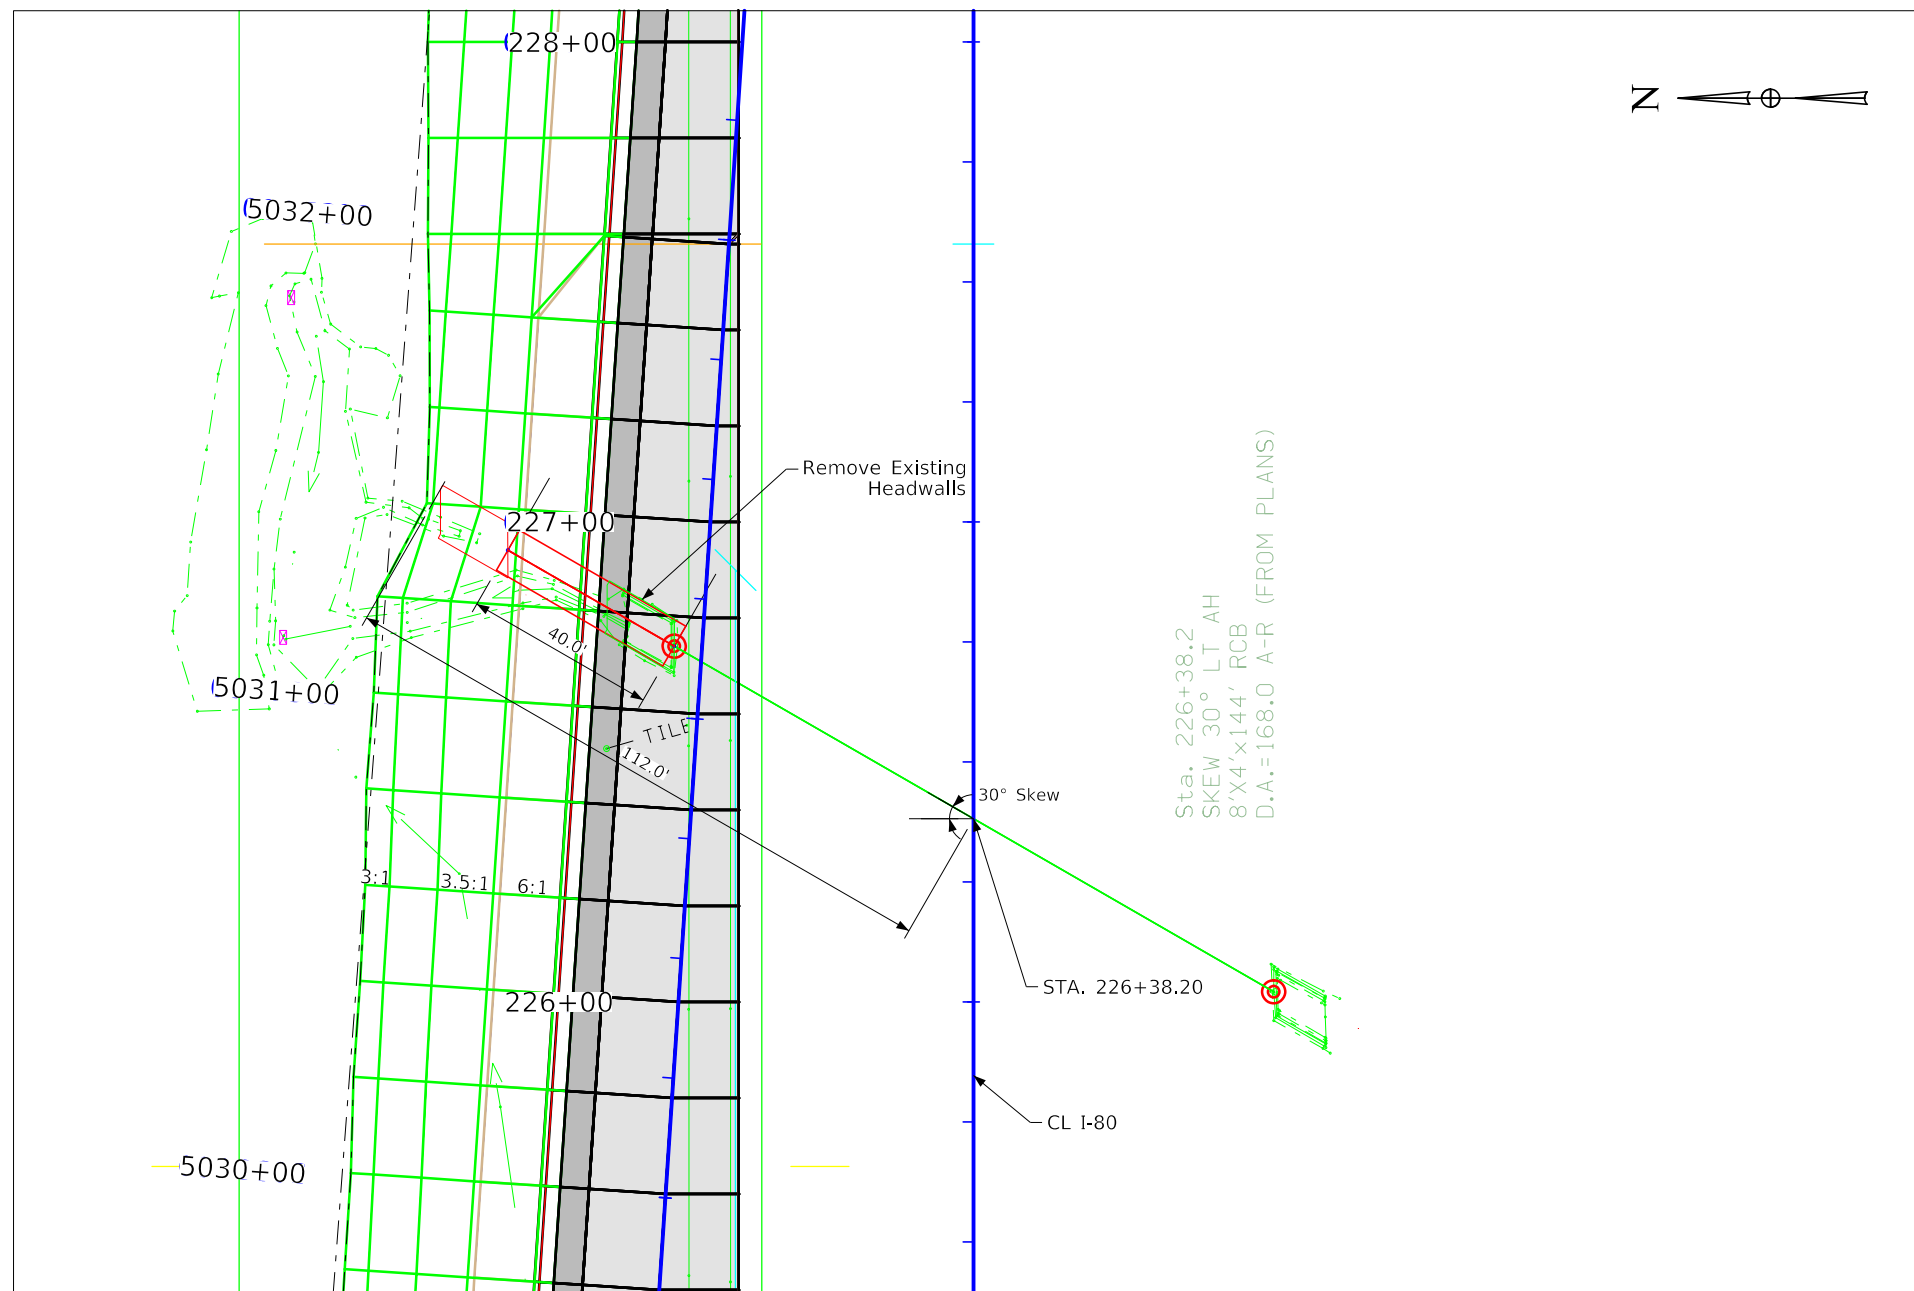 228+00
N
5032+00
Remove Existing
Headwalls
227+00
40.0'
5031+00
TILE
112.0'
30° Skew
Sta. 226+38.2
SKEW 30° LT AH
8'X4'x144' RCB
D.A.=168.0 A-R (FROM PLANS)
3:1
3.5:1
6:1
STA. 226+38.20
226+00
CL I-80
5030+00